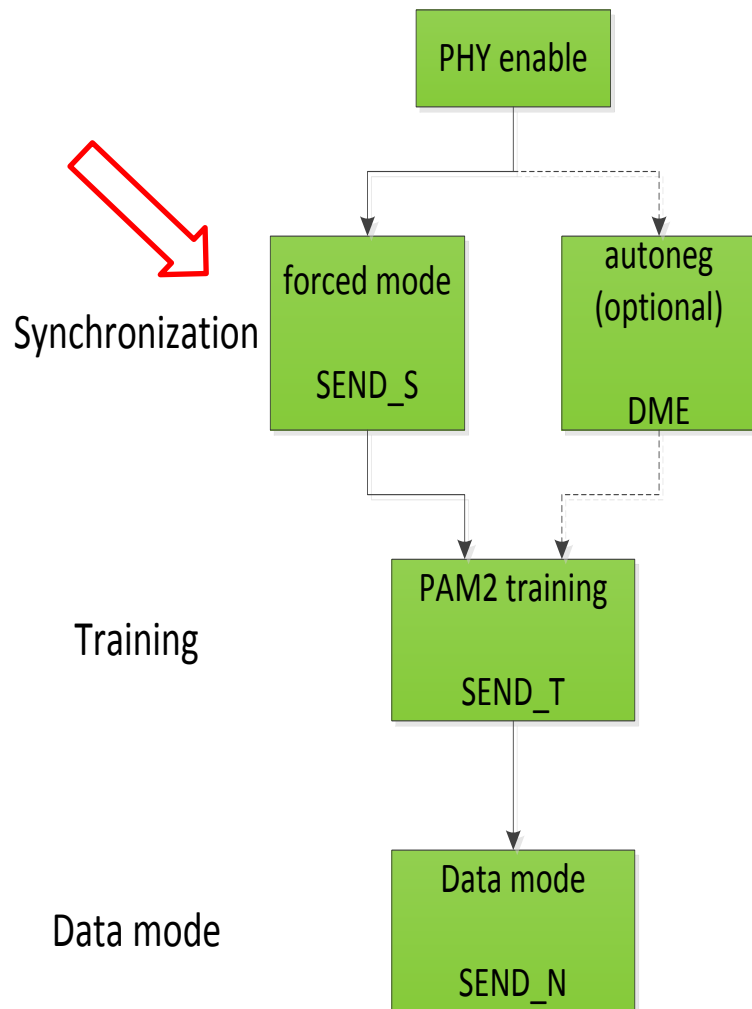 PHY enable
Synchronization
forced mode
SEND_S
autoneg
(optional)
DME
Training
PAM2 training
SEND_T
Data mode
Data mode
SEND_N